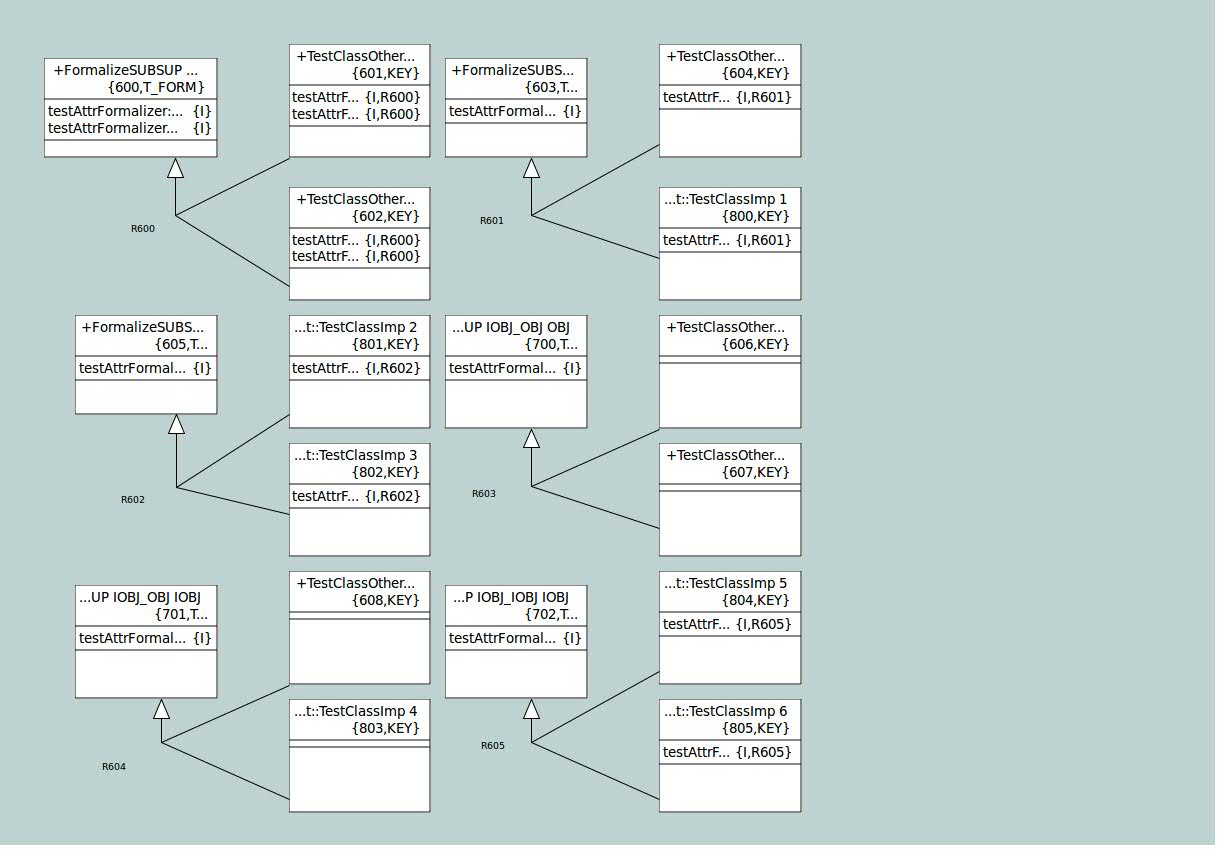 +FormalizeSUBSUP ...
{600,T_FORM}
testAttrFormalizer:... {I}
testAttrFormalizer... {I}
R600
+TestClassOther...
{601,KEY}
testAttrF... {I,R600}
testAttrF... {I,R600}
+TestClassOther...
{602,KEY}
testAttrF... {I,R600}
testAttrF... {I,R600}
+FormalizeSUBS...
{603,T...
testAttrFormal... {I}
R601
+TestClassOther...
{604,KEY}
testAttrF... {I,R601}
...t::TestClassImp 1
{800,KEY}
testAttrF... {I,R601}
+FormalizeSUBS...
{605,T...
testAttrFormal... {I}
R602
...t::TestClassImp 2
{801,KEY}
testAttrF... {I,R602}
...t::TestClassImp 3
{802,KEY}
testAttrF... {I,R602}
...UP IOBJ_OBJ OBJ
{700,T...
testAttrFormal... {I}
R603
+TestClassOther...
{606,KEY}
+TestClassOther...
{607,KEY}
...UP IOBJ_OBJ IOBJ
{701,T...
testAttrFormal... {I}
R604
+TestClassOther...
{608,KEY}
...t::TestClassImp 4
{803,KEY}
...P IOBJ_IOBJ IOBJ
{702,T...
testAttrFormal... {I}
R605
...t::TestClassImp 5
{804,KEY}
testAttrF... {I,R605}
...t::TestClassImp 6
{805,KEY}
testAttrF... {I,R605}